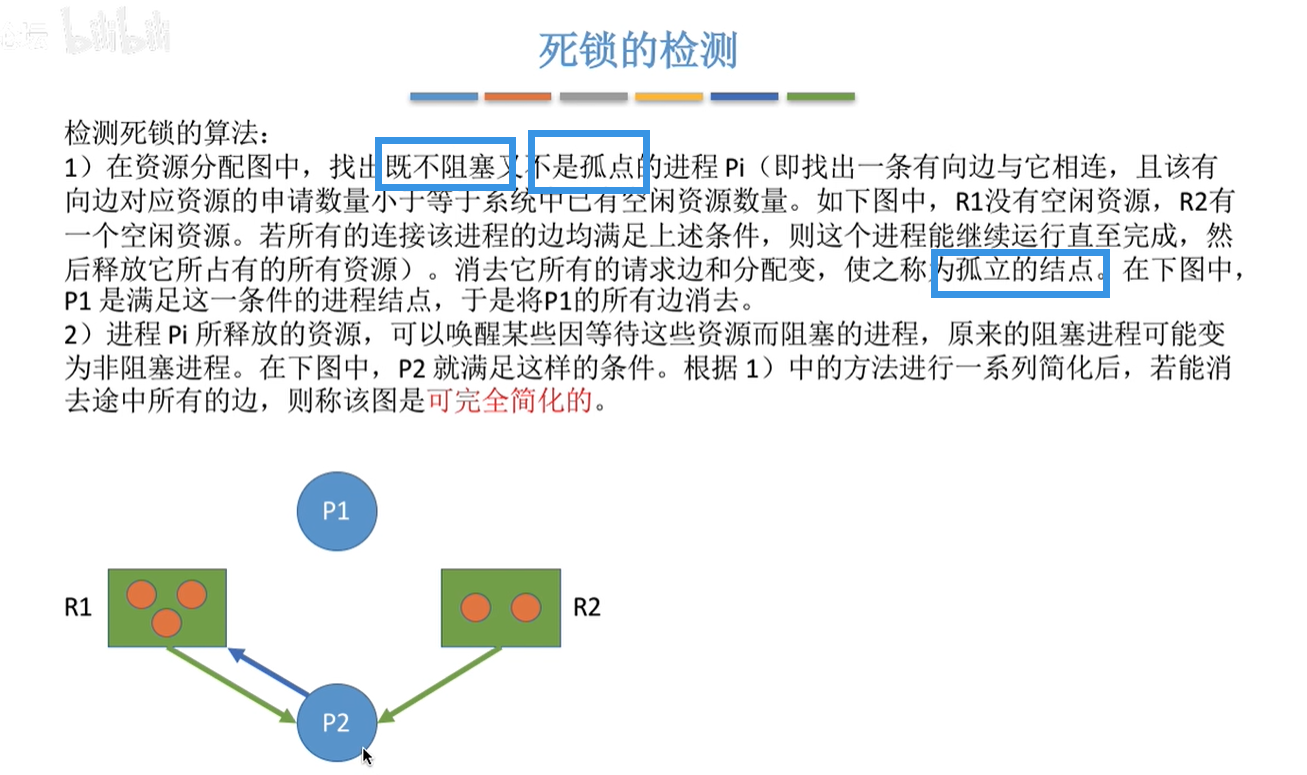 bilibili
死锁的检测
检测死锁的算法：
1）在资源分配图中，找出既不阻塞又不是孤点的进程 Pi（即找出一条有向边与它相连，且该有
向边对应资源的申请数量小于等于系统中已有空闲资源数量。如下图中，R1没有空闲资源，R2有
一个空闲资源。若所有的连接该进程的边均满足上述条件，则这个进程能继续运行直至完成，然
后释放它所占有的所有资源）。消去它所有的请求边和分配变，使之称为孤立的结点。在下图中，
P1 是满足这一条件的进程结点，于是将P1的所有边消去。
2）进程 Pi 所释放的资源，可以唤醒某些因等待这些资源而阻塞的进程，原来的阻塞进程可能变
为非阻塞进程。在下图中，P2 就满足这样的条件。根据 1）中的方法进行一系列简化后，若能消
去途中所有的边，则称该图是可完全简化的。
P1
R1
R2
P2